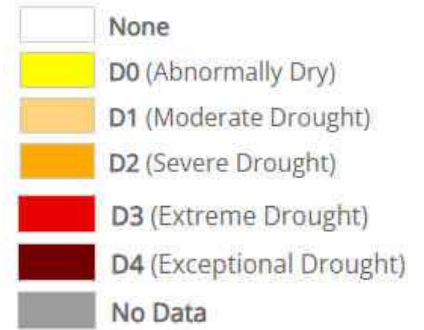 None
D0 (Abnormally Dry)
D1 (Moderate Drought)
D2 (Severe Drought)
D3 (Extreme Drought)
D4 (Exceptional Drought)
No Data